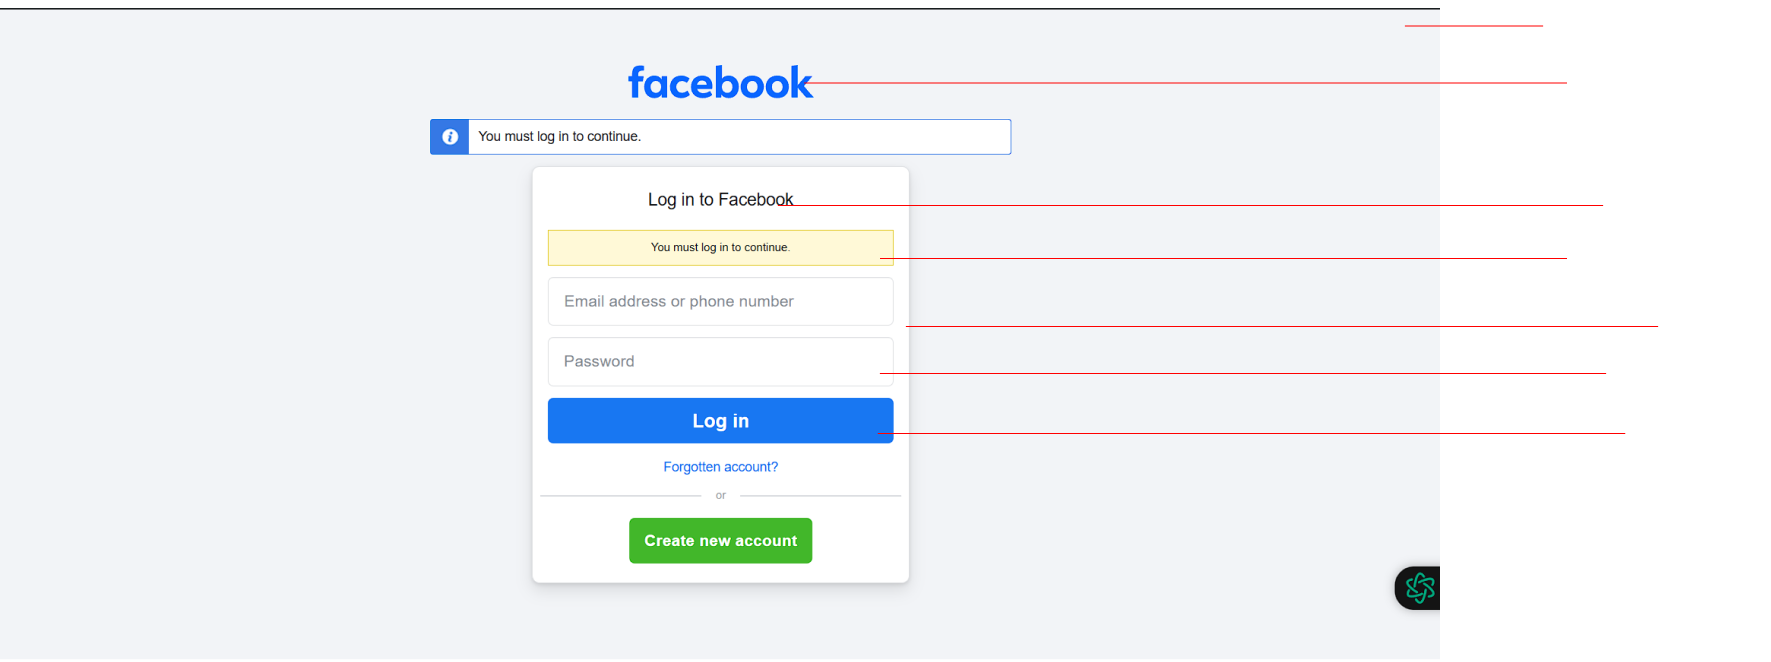 facebook
You must log in to continue.
Log in to Facebook
You must log in to continue.
Email address or phone number
Password
Log in
Forgotten account?
or
Create new account